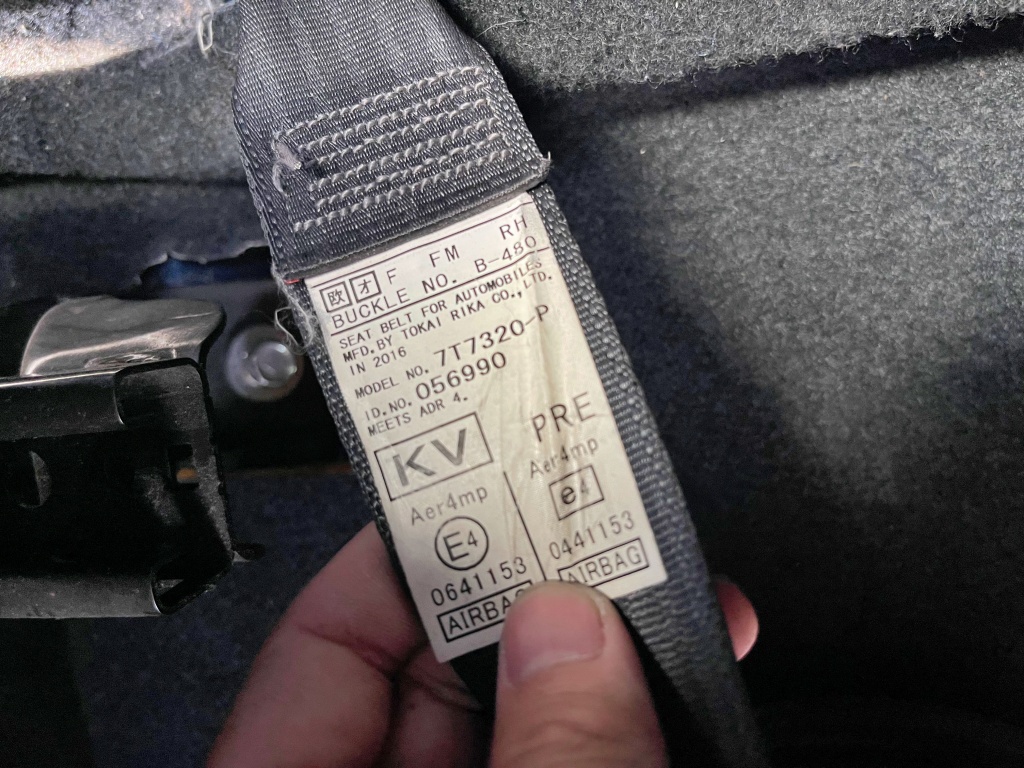 欧 オ F FM RH
BUCKLE NO. B-480
SEAT BELT FOR AUTOMOBILES
MFD. BY TOKAI RIKA CO., LTD.
IN 2016
MODEL NO. 7T7320-P
ID. NO. 056990
MEETS ADR 4.
KV
Aer4mp
E4
0641153
AIRBAG
PRE
Aer4mp
e4
0441153
AIRBAG